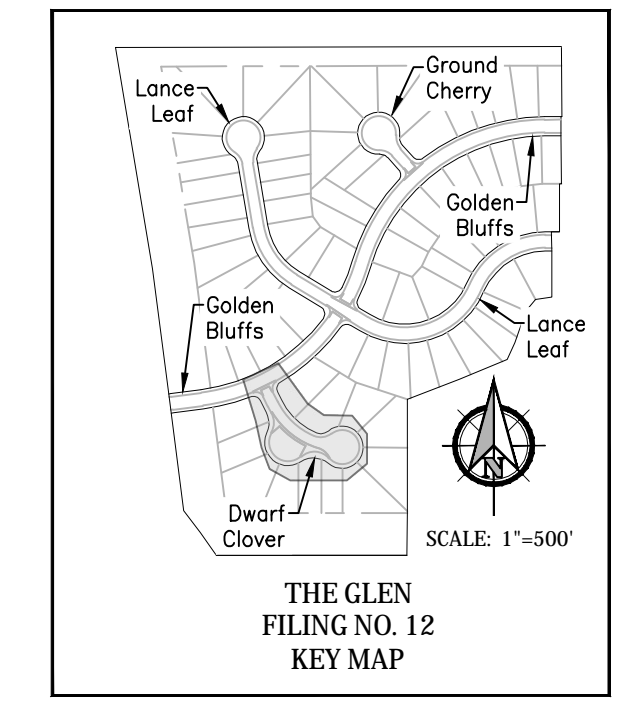 Lance
Leaf
Ground
Cherry
Golden
Bluffs
Golden
Bluffs
Lance
Leaf
Dwarf
Clover
N
SCALE: 1"=500'
THE GLEN
FILING NO. 12
KEY MAP